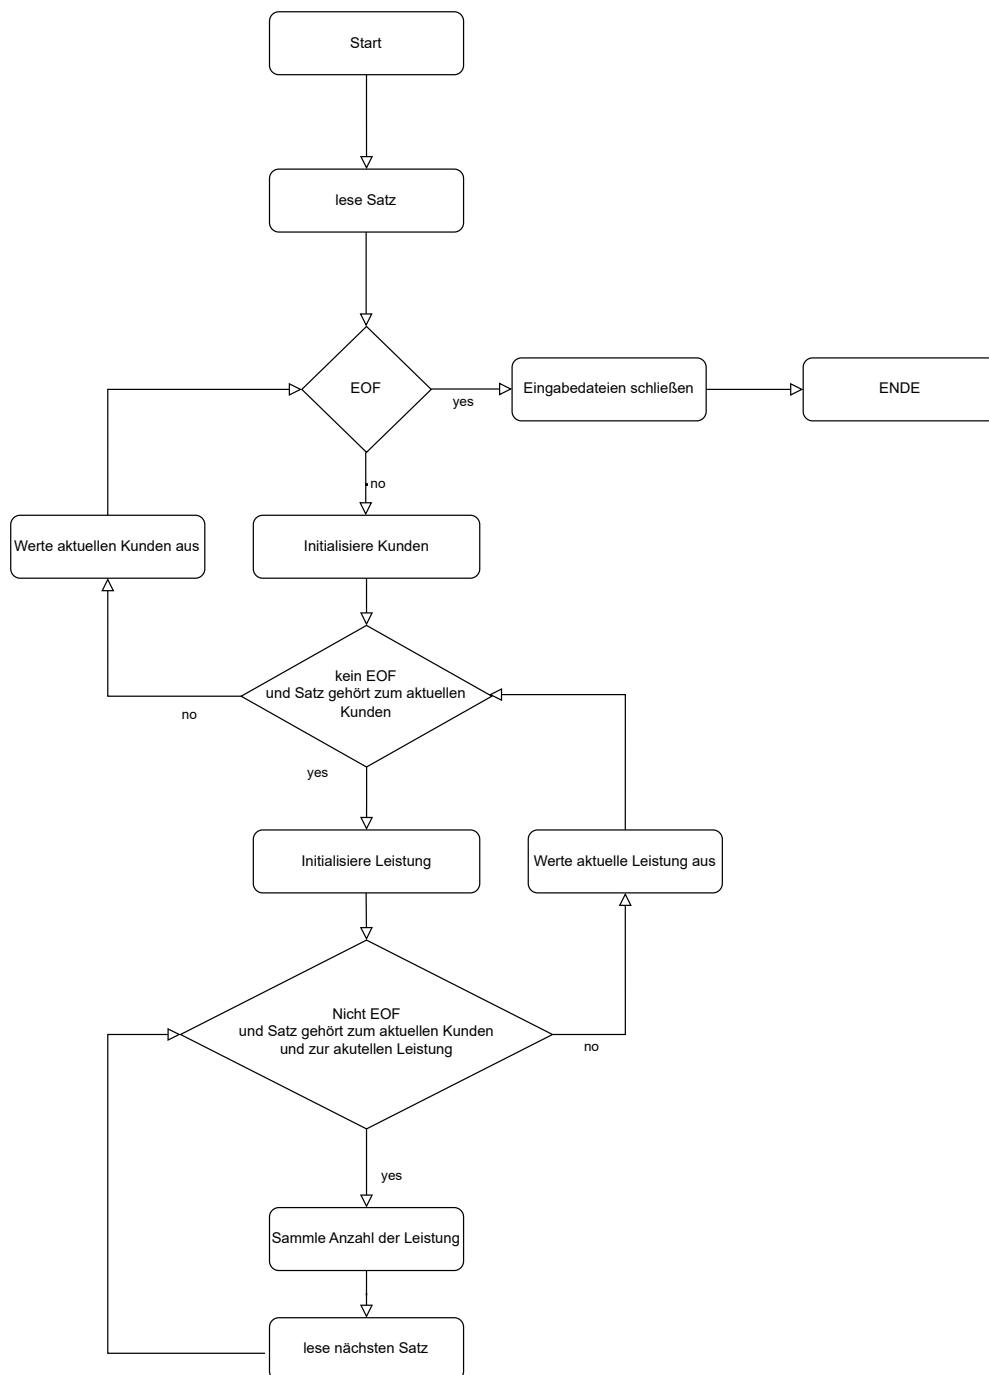 Start
lese Satz
EOF
yes
Eingabedateien schließen
ENDE
no
Werte aktuellen Kunden aus
Initialisiere Kunden
kein EOF
und Satz gehört zum aktuellen
Kunden
no
yes
Initialisiere Leistung
Werte aktuelle Leistung aus
Nicht EOF
und Satz gehört zum aktuellen Kunden
und zur akutellen Leistung
no
yes
Sammle Anzahl der Leistung
lese nächsten Satz